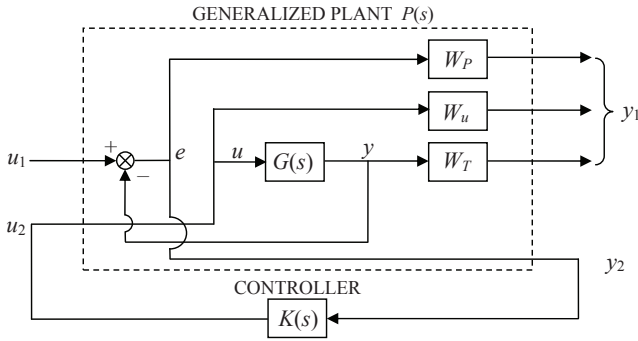 GENERALIZED PLANT P(s)
W_P
W_u
y_1
u_1
+
−
e
u
G(s)
y
W_T
u_2
y_2
CONTROLLER
K(s)